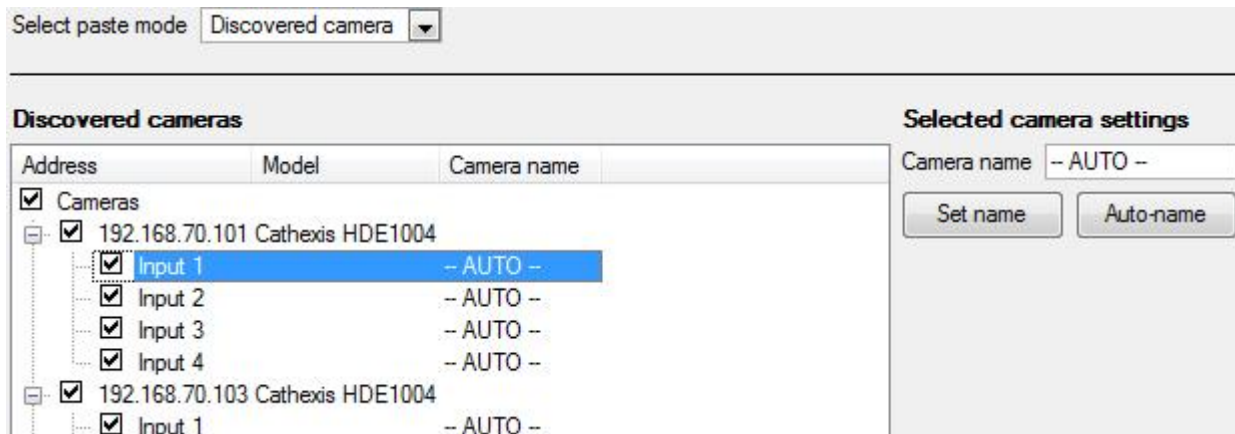 Select paste mode Discovered camera
Discovered cameras
Address Model Camera name
Cameras
192.168.70.101 Cathexis HDE1004
Input 1 -- AUTO --
Input 2 -- AUTO --
Input 3 -- AUTO --
Input 4 -- AUTO --
192.168.70.103 Cathexis HDE1004
Input 1 -- AUTO --
Selected camera settings
Camera name -- AUTO --
Set name Auto-name